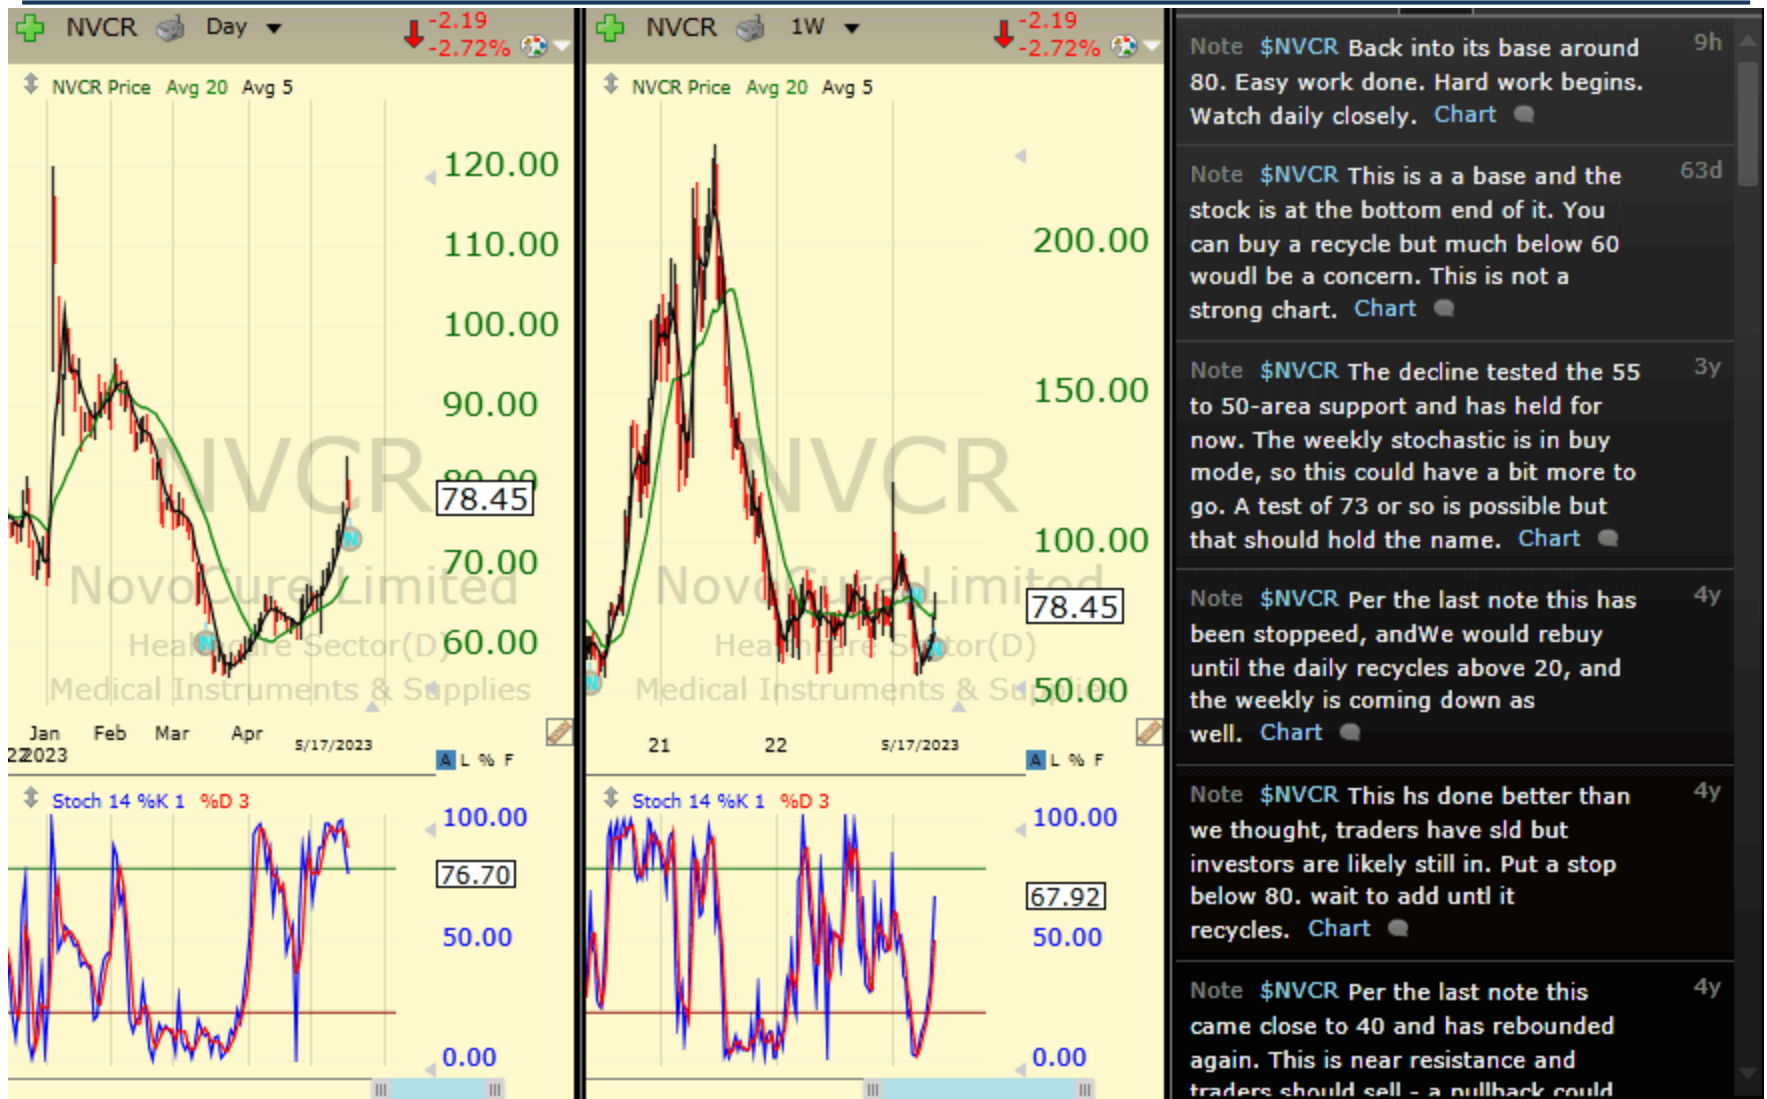 NVCR Day
-2.19
-2.72%
NVCR Price Avg 20 Avg 5
120.00
110.00
100.00
90.00
80.00
78.45
70.00
60.00
NVCR
NovoCure Limited
Healthcare Sector(D)
Medical Instruments & Supplies
N
N
Jan Feb Mar Apr 5/17/2023
22 2023
A L % F
Stoch 14 %K 1 %D 3
100.00
76.70
50.00
0.00
NVCR 1W
-2.19
-2.72%
NVCR Price Avg 20 Avg 5
200.00
150.00
100.00
78.45
50.00
NVCR
NovoCure Limited
Healthcare Sector(D)
Medical Instruments & Supplies
N
N
N
21 22 5/17/2023
A L % F
Stoch 14 %K 1 %D 3
100.00
67.92
50.00
0.00
Note $NVCR Back into its base around 9h
80. Easy work done. Hard work begins.
Watch daily closely. Chart
Note $NVCR This is a a base and the 63d
stock is at the bottom end of it. You
can buy a recycle but much below 60
woudl be a concern. This is not a
strong chart. Chart
Note $NVCR The decline tested the 55 3y
to 50-area support and has held for
now. The weekly stochastic is in buy
mode, so this could have a bit more to
go. A test of 73 or so is possible but
that should hold the name. Chart
Note $NVCR Per the last note this has 4y
been stoppeed, andWe would rebuy
until the daily recycles above 20, and
the weekly is coming down as
well. Chart
Note $NVCR This hs done better than 4y
we thought, traders have sld but
investors are likely still in. Put a stop
below 80. wait to add untl it
recycles. Chart
Note $NVCR Per the last note this 4y
came close to 40 and has rebounded
again. This is near resistance and
traders should sell - a pullback could